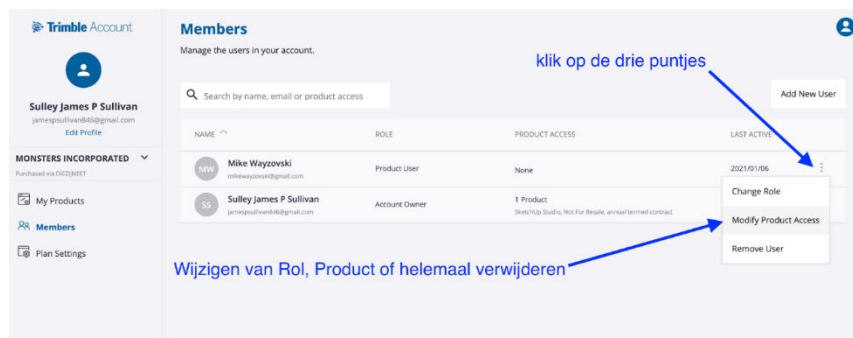 Trimble Account
Sulley James P Sullivan
jamespsullivan846@gmail.com
Edit Profile
MONSTERS INCORPORATED
Purchased via
My Products
Members
Plan Settings
Members
Manage the users in your account.
klik op de drie puntjes
Search by name, email or product access
Add New User
NAME ROLE PRODUCT ACCESS LAST ACTIVE
MW Mike Wayzovski Product User None 2021/01/06
mikewayzovski@gmail.com
SS Sulley James P Sullivan Account Owner 1 Product
jamespsullivan846@gmail.com SketchUp Studio, Not For Resale, annual termed contract
Change Role
Modify Product Access
Remove User
Wijzigen van Rol, Product of helemaal verwijderen